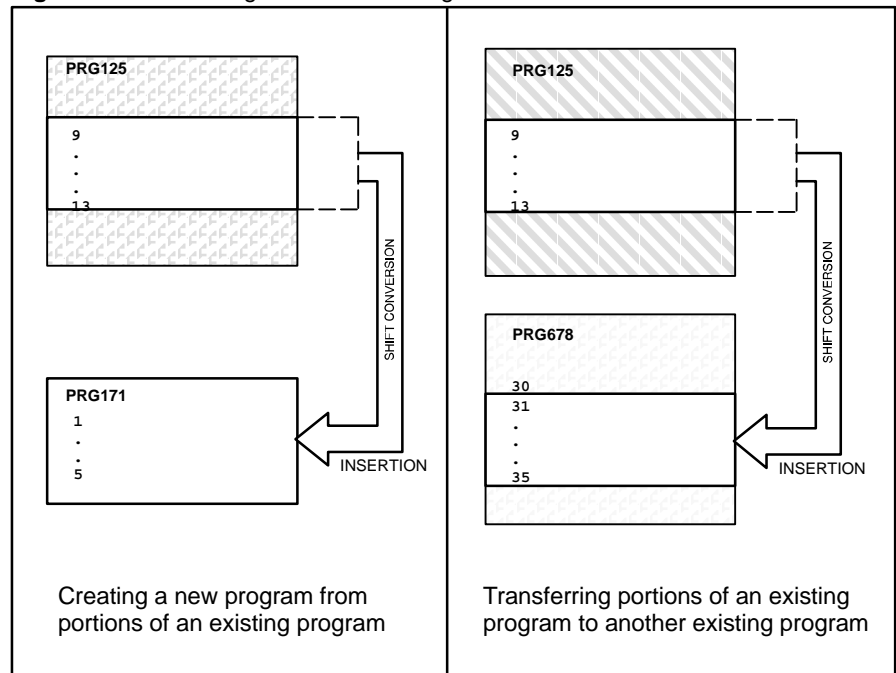 PRG125
9
.
.
.
13
SHIFT CONVERSION
PRG171
1
.
.
5
INSERTION
Creating a new program from
portions of an existing program
PRG125
9
.
.
.
13
SHIFT CONVERSION
PRG678
30
31
.
.
.
35
INSERTION
Transferring portions of an existing
program to another existing program